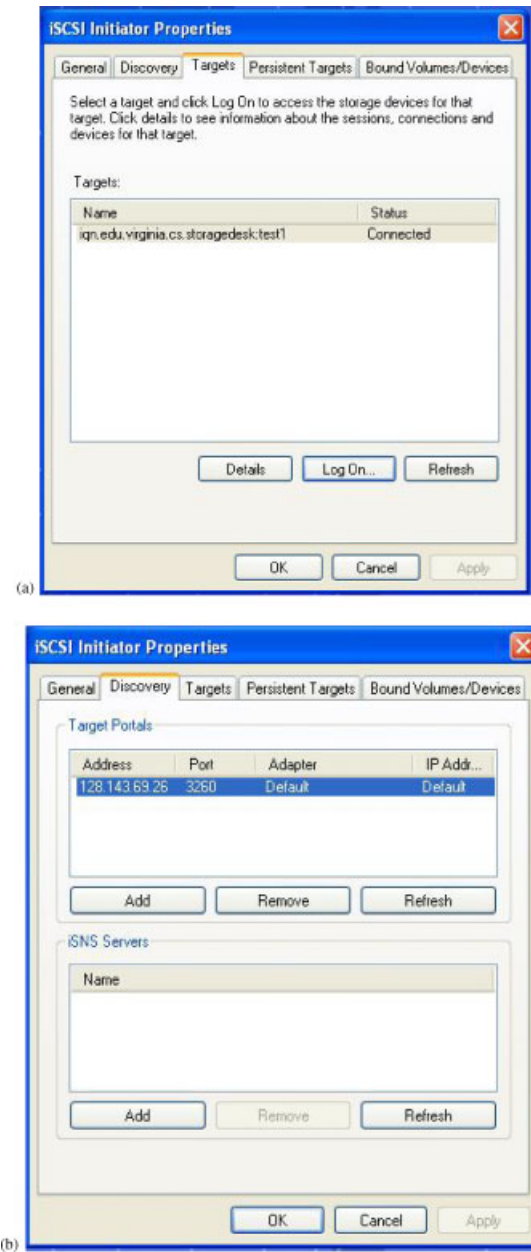 iSCSI Initiator Properties
General Discovery Targets Persistent Targets Bound Volumes/Devices
Select a target and click Log On to access the storage devices for that
target. Click details to see information about the sessions, connections and
devices for that target.
Targets:
Name Status
iqn.edu.virginia.cs.storagedesk:test1 Connected
Details Log On... Refresh
OK Cancel Apply
(a)
iSCSI Initiator Properties
General Discovery Targets Persistent Targets Bound Volumes/Devices
Target Portals
Address Port Adapter IP Addr...
128.143.69.26 3260 Default Default
Add Remove Refresh
iSNS Servers
Name
Add Remove Refresh
OK Cancel Apply
(b)